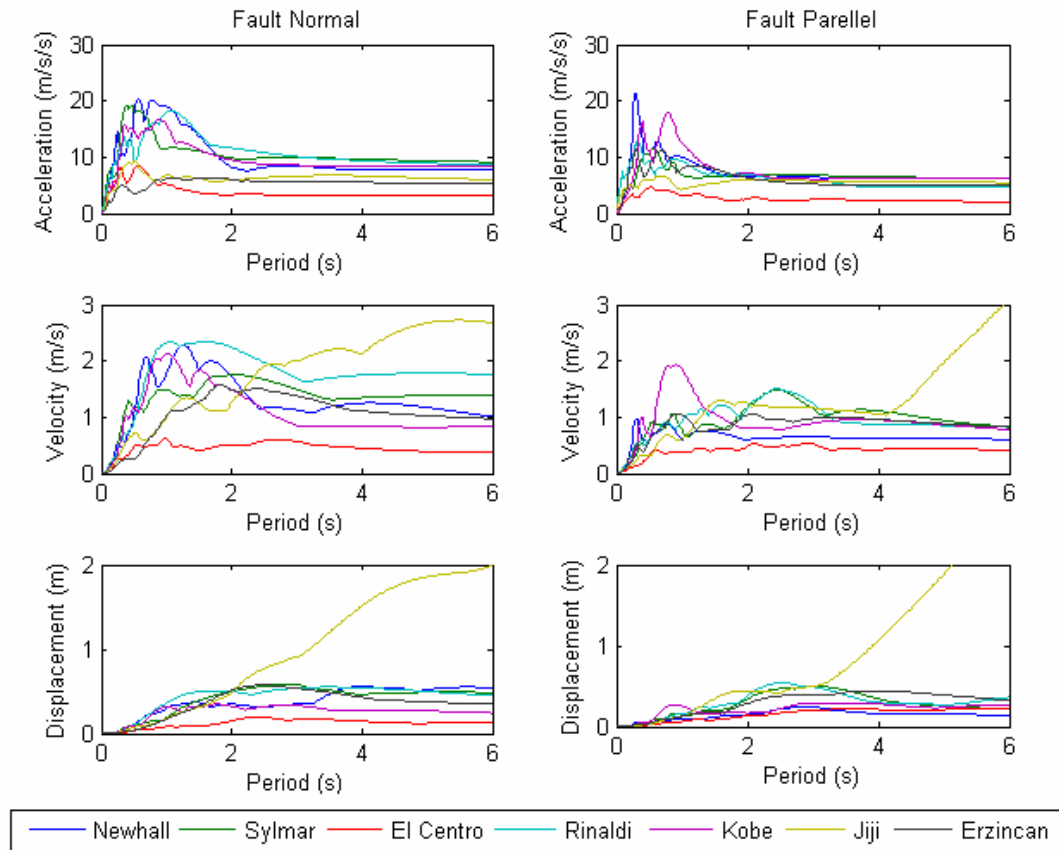 Fault Normal
Fault Parellel
30
20
10
0
Acceleration (m/s/s)
0 2 4 6
Period (s)
30
20
10
0
Acceleration (m/s/s)
0 2 4 6
Period (s)
3
2
1
0
Velocity (m/s)
0 2 4 6
Period (s)
3
2
1
0
Velocity (m/s)
0 2 4 6
Period (s)
2
1
0
Displacement (m)
0 2 4 6
Period (s)
2
1
0
Displacement (m)
0 2 4 6
Period (s)
Newhall Sylmar El Centro Rinaldi Kobe Jiji Erzincan